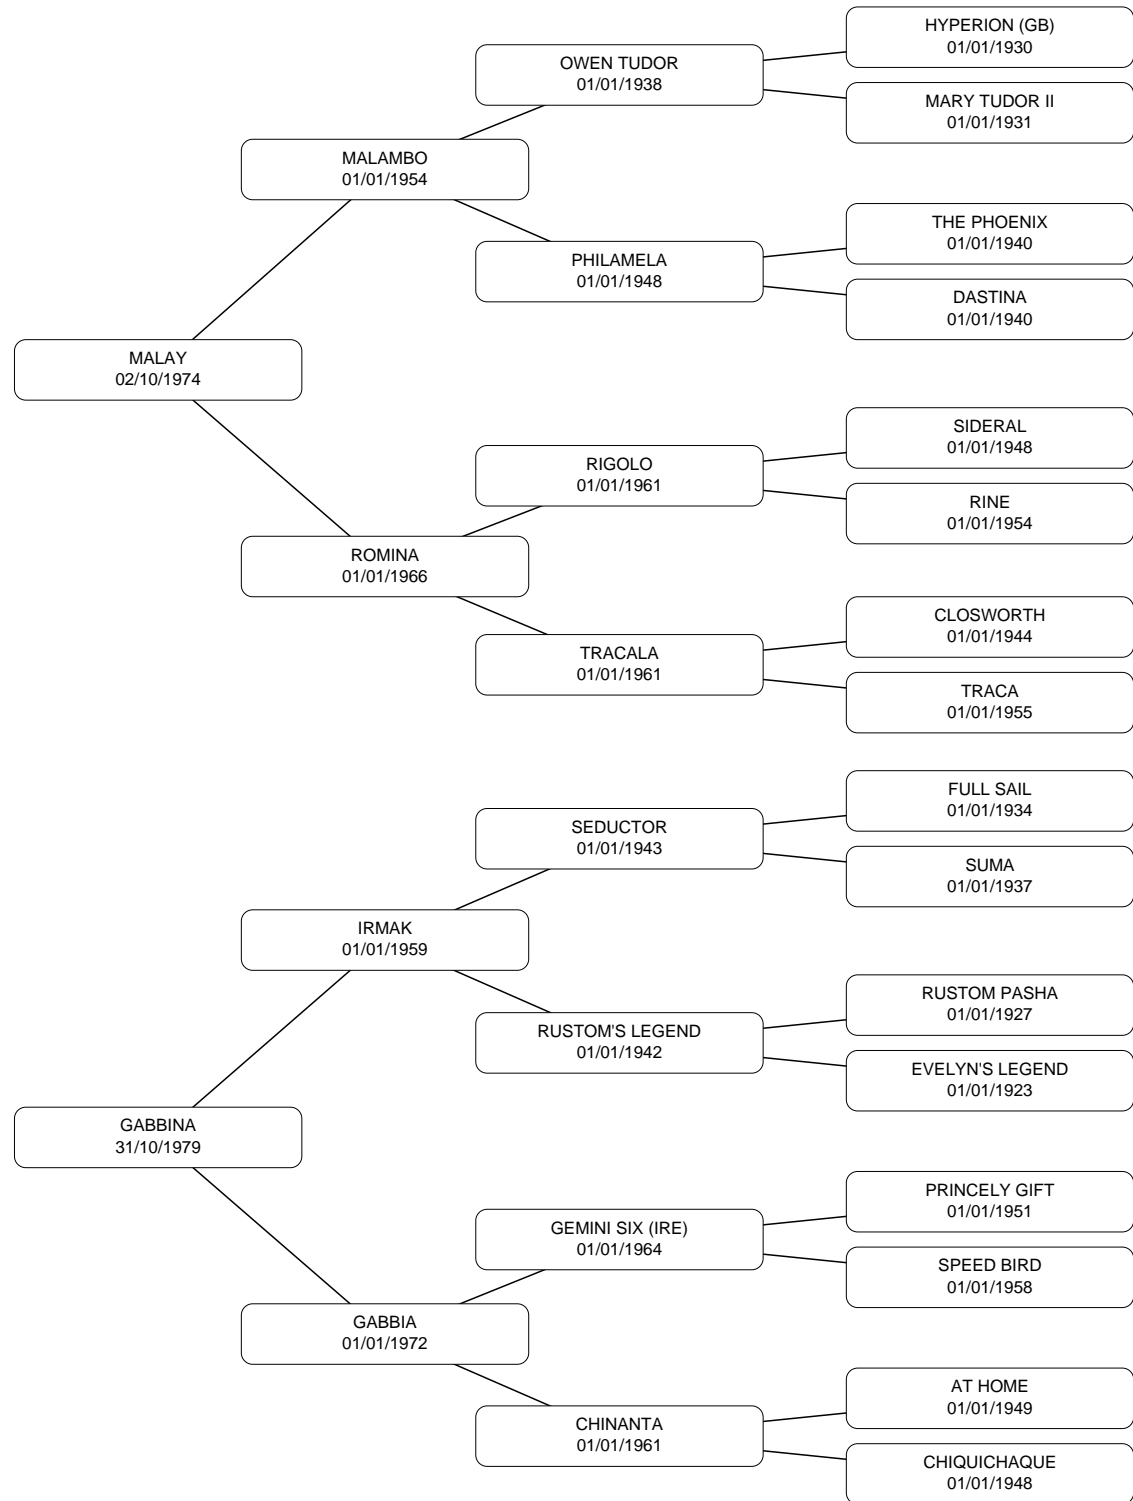 HYPERION (GB)
01/01/1930
OWEN TUDOR
01/01/1938
MARY TUDOR II
01/01/1931
MALAMBO
01/01/1954
THE PHOENIX
01/01/1940
PHILAMELA
01/01/1948
DASTINA
01/01/1940
MALAY
02/10/1974
SIDERAL
01/01/1948
RIGOLO
01/01/1961
RINE
01/01/1954
ROMINA
01/01/1966
CLOSWORTH
01/01/1944
TRACALA
01/01/1961
TRACA
01/01/1955
FULL SAIL
01/01/1934
SEDUCTOR
01/01/1943
SUMA
01/01/1937
IRMAK
01/01/1959
RUSTOM PASHA
01/01/1927
RUSTOM'S LEGEND
01/01/1942
EVELYN'S LEGEND
01/01/1923
GABBINA
31/10/1979
PRINCELY GIFT
01/01/1951
GEMINI SIX (IRE)
01/01/1964
SPEED BIRD
01/01/1958
GABBIA
01/01/1972
AT HOME
01/01/1949
CHINANTA
01/01/1961
CHIQUICHAQUE
01/01/1948